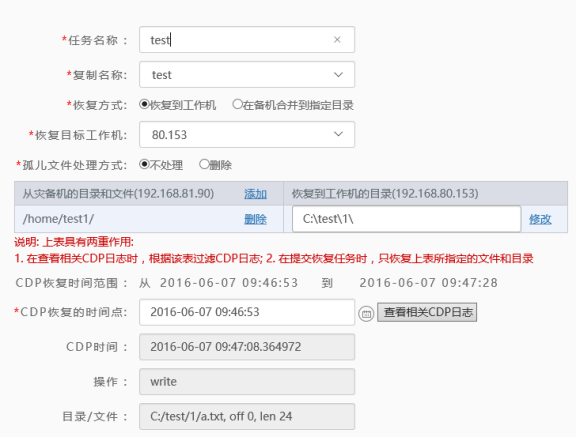 *任务名称： test ×
*复制名称: test
*恢复方式: 恢复到工作机 在备机合并到指定目录
*恢复目标工作机: 80.153
*孤儿文件处理方式: 不处理 删除
从灾备机的目录和文件(192.168.81.90) 添加 恢复到工作机的目录(192.168.80.153)
/home/test1/ 删除 C:\test\1\ 修改
说明: 上表具有两重作用:
1. 在查看相关CDP日志时，根据该表过滤CDP日志; 2. 在提交恢复任务时，只恢复上表所指定的文件和目录
CDP恢复时间范围： 从 2016-06-07 09:46:53 到 2016-06-07 09:47:28
*CDP恢复的时间点: 2016-06-07 09:46:53 查看相关CDP日志
CDP时间： 2016-06-07 09:47:08.364972
操作： write
目录/文件： C:/test/1/a.txt, off 0, len 24